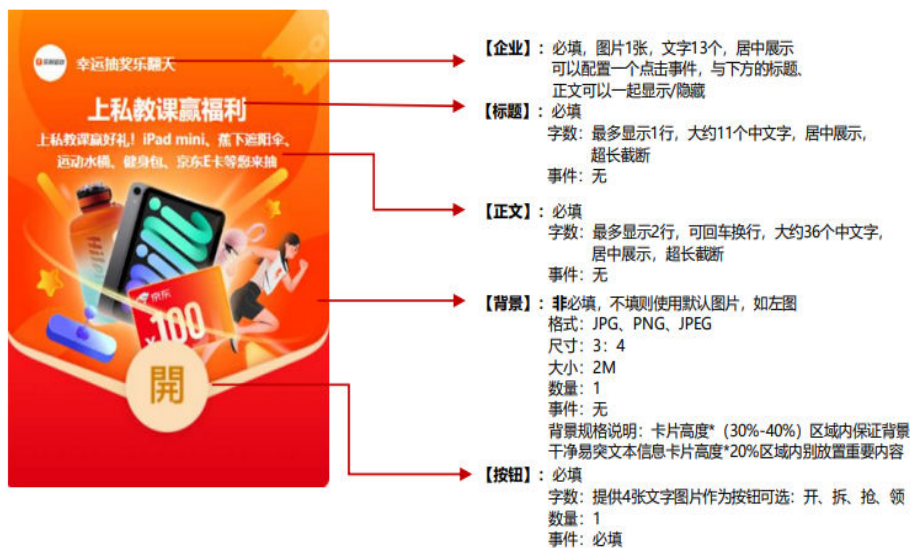 幸运抽奖乐翻天
上私教课赢福利
上私教课赢好礼！iPad mini、蕉下遮阳伞、
运动水桶、健身包、京东E卡等您来抽
京东
¥100
開
【企业】：必填，图片1张，文字13个，居中展示
可以配置一个点击事件，与下方的标题、
正文可以一起显示/隐藏
【标题】：必填
字数：最多显示1行，大约11个中文字，居中展示，
超长截断
事件：无
【正文】：必填
字数：最多显示2行，可回车换行，大约36个中文字，
居中展示，超长截断
事件：无
【背景】：非必填，不填则使用默认图片，如左图
格式：JPG、PNG、JPEG
尺寸：3：4
大小：2M
数量：1
事件：无
背景规格说明：卡片高度*（30%-40%）区域内保证背景
干净易突文本信息卡片高度*20%区域内别放置重要内容
【按钮】：必填
字数：提供4张文字图片作为按钮可选：开、拆、抢、领
数量：1
事件：必填